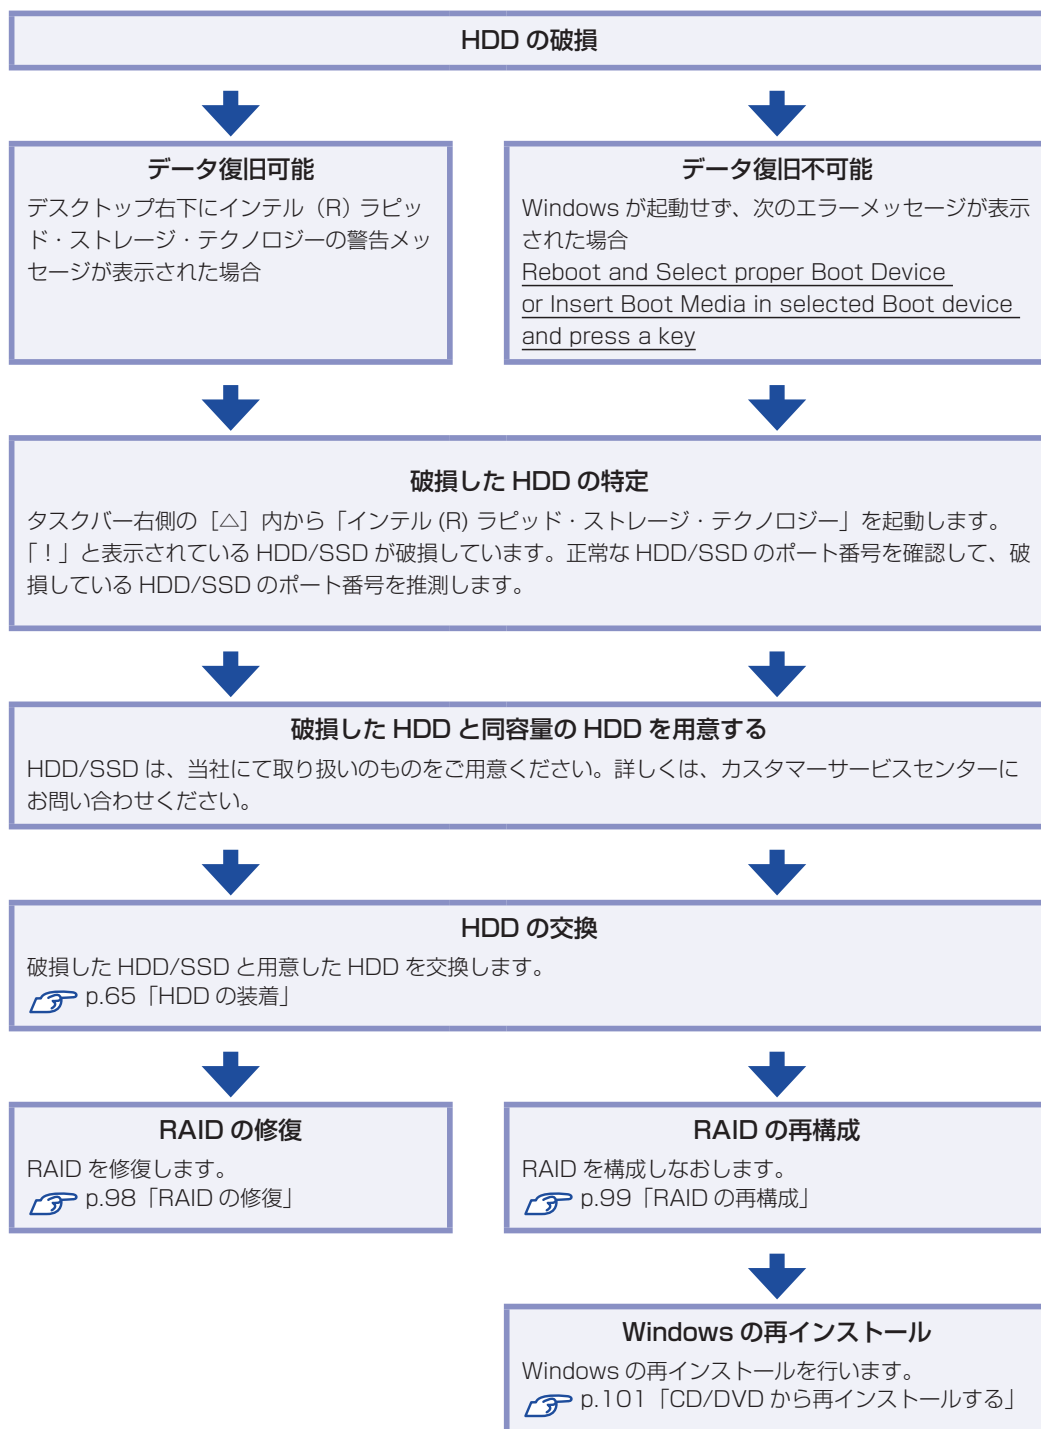 HDD の破損
データ復旧可能
デスクトップ右下にインテル（R）ラピッ
ド・ストレージ・テクノロジーの警告メッ
セージが表示された場合
データ復旧不可能
Windows が起動せず、次のエラーメッセージが表示
された場合
Reboot and Select proper Boot Device
or Insert Boot Media in selected Boot device
and press a key
破損した HDD の特定
タスクバー右側の［△］内から「インテル (R) ラピッド・ストレージ・テクノロジー」を起動します。
「！」と表示されている HDD/SSD が破損しています。正常な HDD/SSD のポート番号を確認して、破
損している HDD/SSD のポート番号を推測します。
破損した HDD と同容量の HDD を用意する
HDD/SSD は、当社にて取り扱いのものをご用意ください。詳しくは、カスタマーサービスセンターに
お問い合わせください。
HDD の交換
破損した HDD/SSD と用意した HDD を交換します。
p.65「HDD の装着」
RAID の修復
RAID を修復します。
p.98「RAID の修復」
RAID の再構成
RAID を構成しなおします。
p.99「RAID の再構成」
Windows の再インストール
Windows の再インストールを行います。
p.101「CD/DVD から再インストールする」